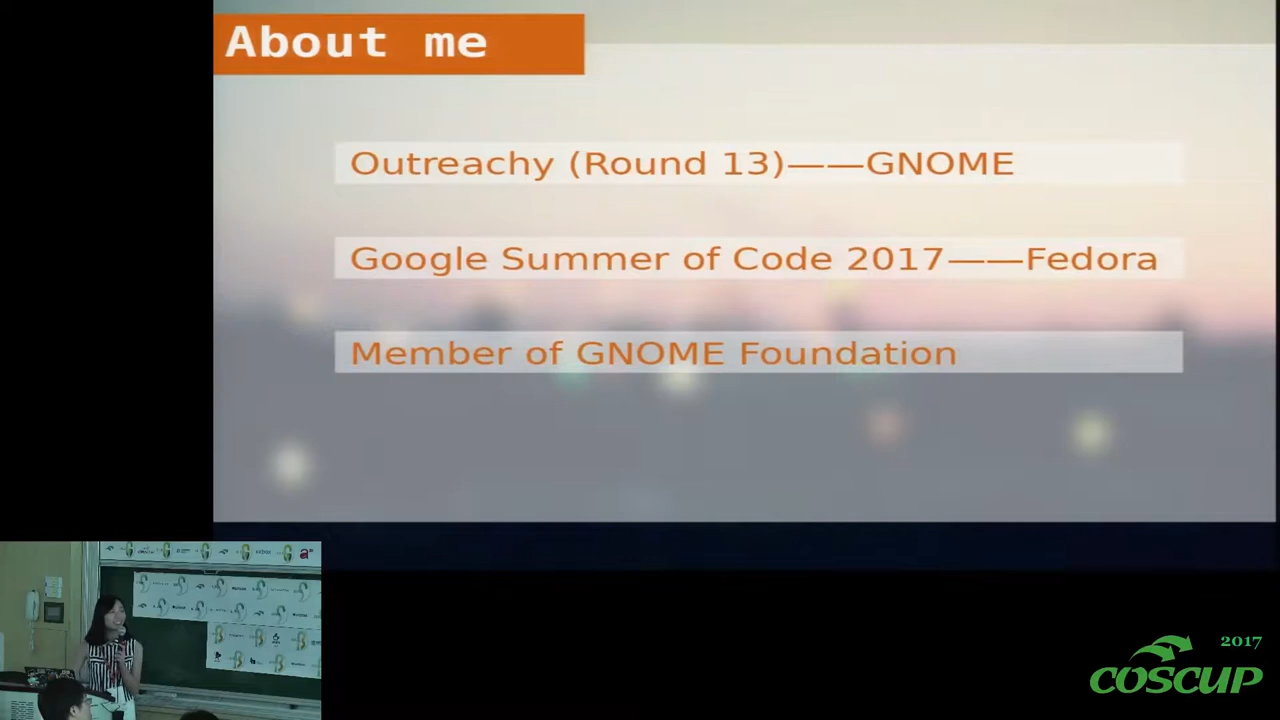 About me
Outreachy (Round 13)——GNOME
Google Summer of Code 2017——Fedora
Member of GNOME Foundation
2017
COSCUP